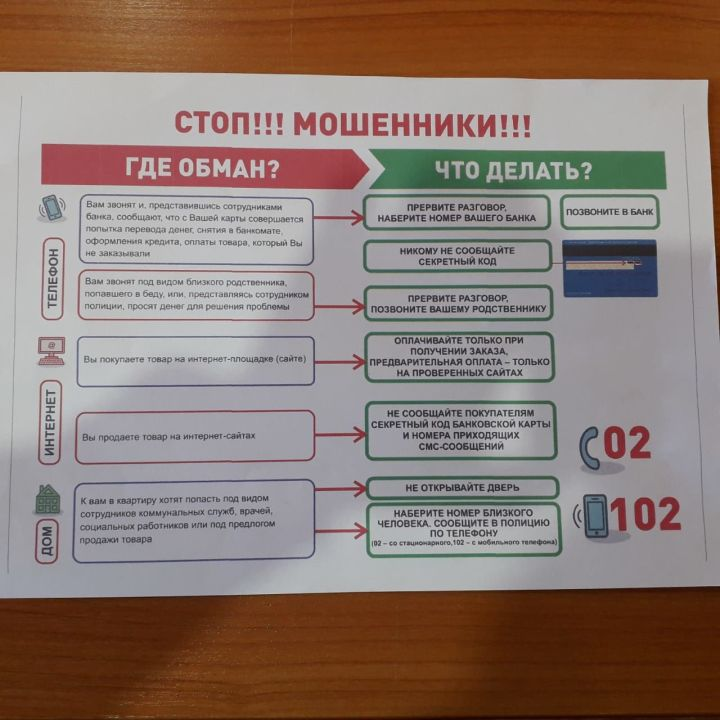 СТОП!!! МОШЕННИКИ!!!
ГДЕ ОБМАН?
ЧТО ДЕЛАТЬ?
ТЕЛЕФОН
Вам звонят и, представившись сотрудниками
банка, сообщают, что с Вашей карты совершается
попытка перевода денег, снятия в банкомате,
оформления кредита, оплаты товара, который Вы
не заказывали
ПРЕРВИТЕ РАЗГОВОР,
НАБЕРИТЕ НОМЕР ВАШЕГО БАНКА
ПОЗВОНИТЕ В БАНК
НИКОМУ НЕ СООБЩАЙТЕ
СЕКРЕТНЫЙ КОД
Вам звонят под видом близкого родственника,
попавшего в беду, или, представляясь сотрудником
полиции, просят денег для решения проблемы
ПРЕРВИТЕ РАЗГОВОР,
ПОЗВОНИТЕ ВАШЕМУ РОДСТВЕННИКУ
ИНТЕРНЕТ
@
Вы покупаете товар на интернет-площадке (сайте)
ОПЛАЧИВАЙТЕ ТОЛЬКО ПРИ
ПОЛУЧЕНИИ ЗАКАЗА,
ПРЕДВАРИТЕЛЬНАЯ ОПЛАТА – ТОЛЬКО
НА ПРОВЕРЕННЫХ САЙТАХ
Вы продаете товар на интернет-сайтах
НЕ СООБЩАЙТЕ ПОКУПАТЕЛЯМ
СЕКРЕТНЫЙ КОД БАНКОВСКОЙ КАРТЫ
И НОМЕРА ПРИХОДЯЩИХ
СМС-СООБЩЕНИЙ
02
ДОМ
К вам в квартиру хотят попасть под видом
сотрудников коммунальных служб, врачей,
социальных работников или под предлогом
продажи товара
НЕ ОТКРЫВАЙТЕ ДВЕРЬ
НАБЕРИТЕ НОМЕР БЛИЗКОГО
ЧЕЛОВЕКА. СООБЩИТЕ В ПОЛИЦИЮ
ПО ТЕЛЕФОНУ
(02 – со стационарного,102 – с мобильного телефона)
102